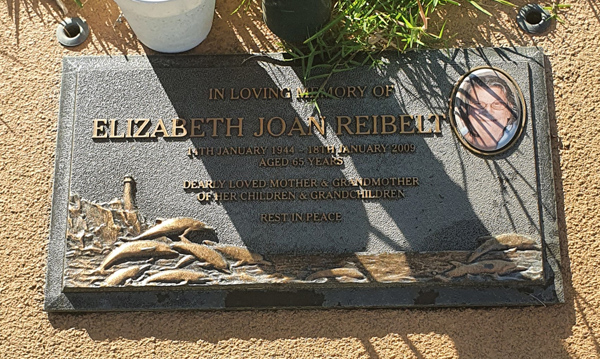 IN LOVING MEMORY OF
ELIZABETH JOAN REIBELT
JANUARY 1944 - 18TH JANUARY 2009
AGED 65 YEARS
DEARLY LOVED MOTHER & GRANDMOTHER
OF HER CHILDREN & GRANDCHILDREN
REST IN PEACE